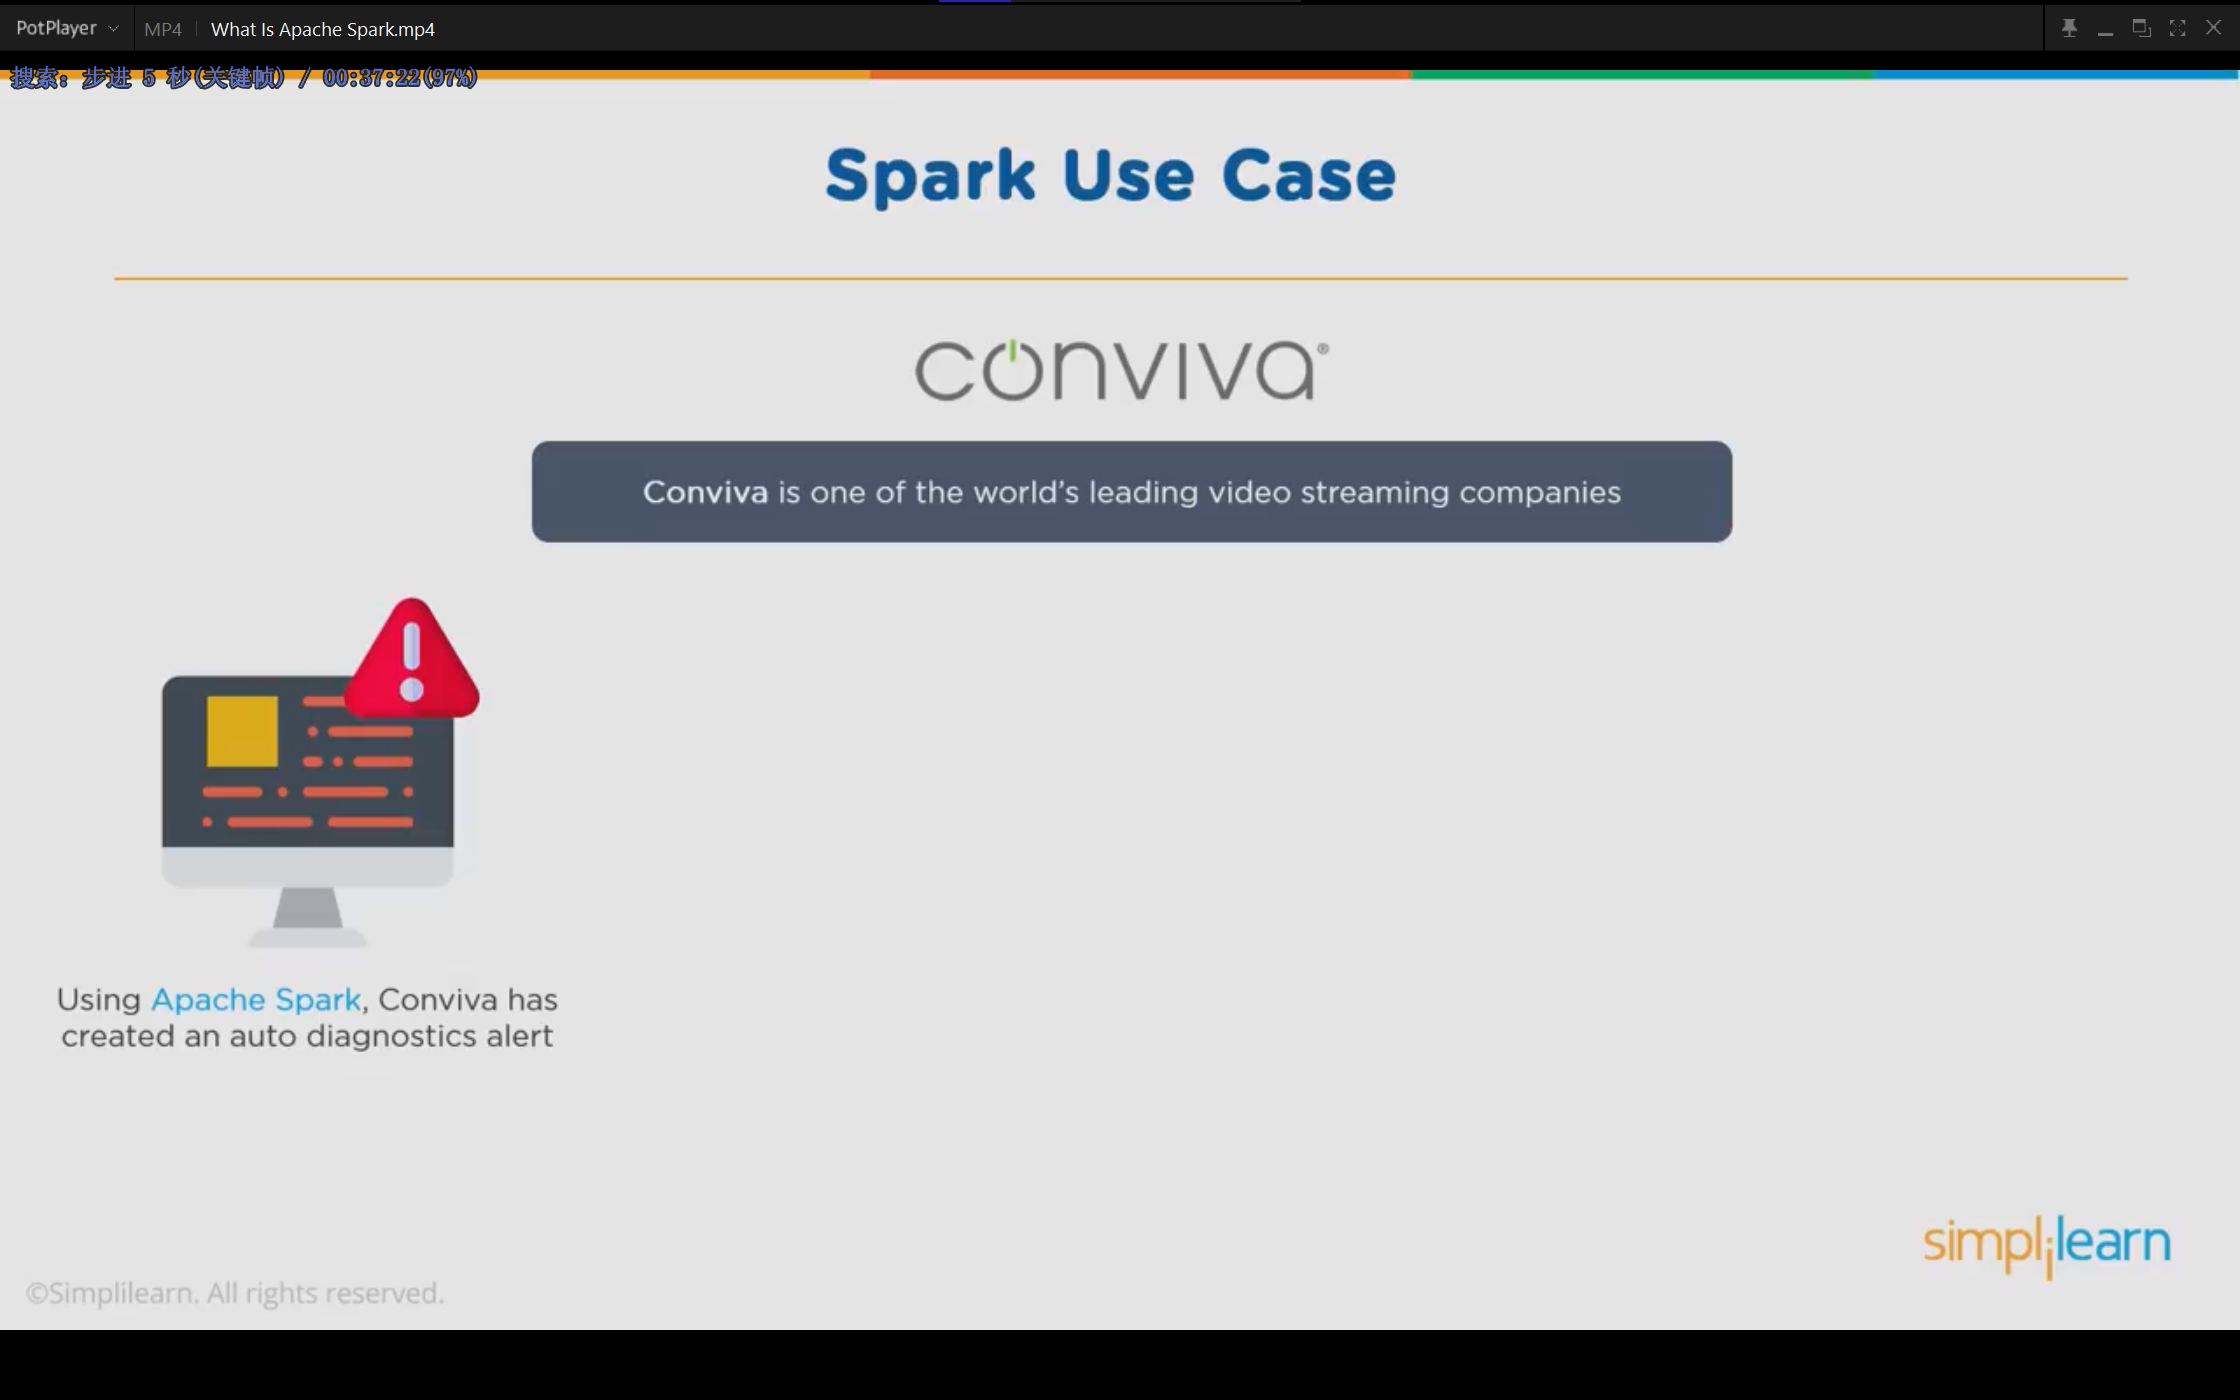 PotPlayer MP4 What Is Apache Spark.mp4
搜索: 步进 5 秒(关键帧) / 00:37:22(97%)
Spark Use Case
conviva®
Conviva is one of the world's leading video streaming companies
Using Apache Spark, Conviva has
created an auto diagnostics alert
simplilearn
©Simplilearn. All rights reserved.